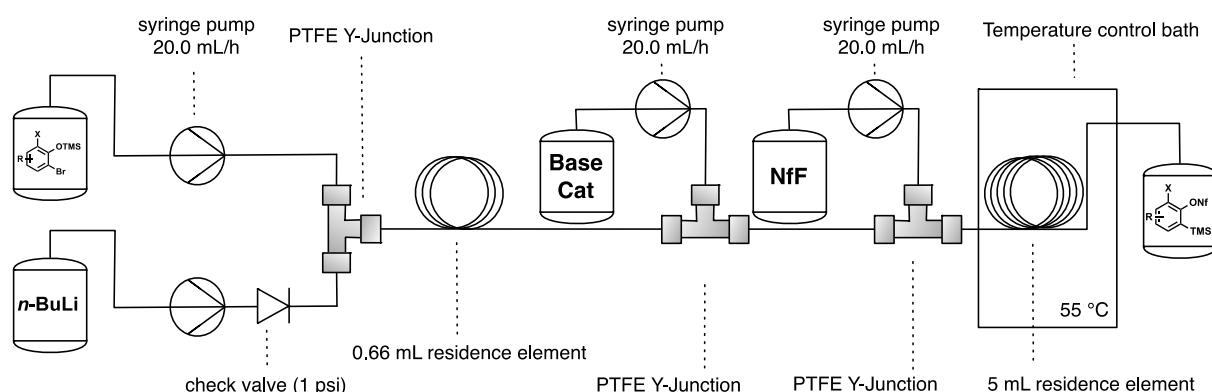 syringe pump
20.0 mL/h
PTFE Y-Junction
syringe pump
20.0 mL/h
syringe pump
20.0 mL/h
Temperature control bath
X
OTMS
R
Br
Base
Cat
NfF
X
ONf
R
TMS
n-BuLi
55 °C
0.66 mL residence element
check valve (1 psi)
PTFE Y-Junction
PTFE Y-Junction
5 mL residence element